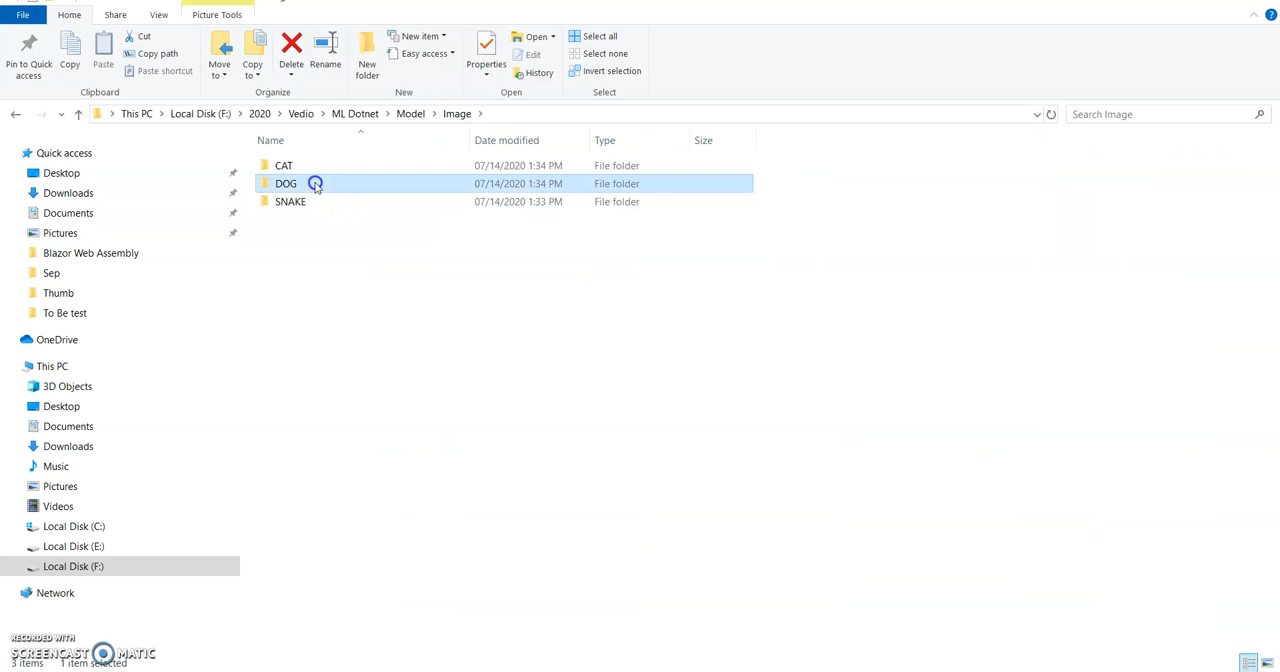 File Home Share View Picture Tools
Pin to Quick access
Copy
Paste
Cut
Copy path
Paste shortcut
Clipboard
Move to
Copy to
Delete
Rename
Organize
New folder
New item
Easy access
New
Properties
Open
Edit
History
Open
Select all
Select none
Invert selection
Select
This PC > Local Disk (F:) > 2020 > Vedio > ML Dotnet > Model > Image >
Search Image
Name Date modified Type Size
CAT 07/14/2020 1:34 PM File folder
DOG 07/14/2020 1:34 PM File folder
SNAKE 07/14/2020 1:33 PM File folder
Quick access
Desktop
Downloads
Documents
Pictures
Blazor Web Assembly
Sep
Thumb
To Be test
OneDrive
This PC
3D Objects
Desktop
Documents
Downloads
Music
Pictures
Videos
Local Disk (C:)
Local Disk (E:)
Local Disk (F:)
Network
RECORDED WITH
SCREENCAST MATIC
3 items 1 item selected